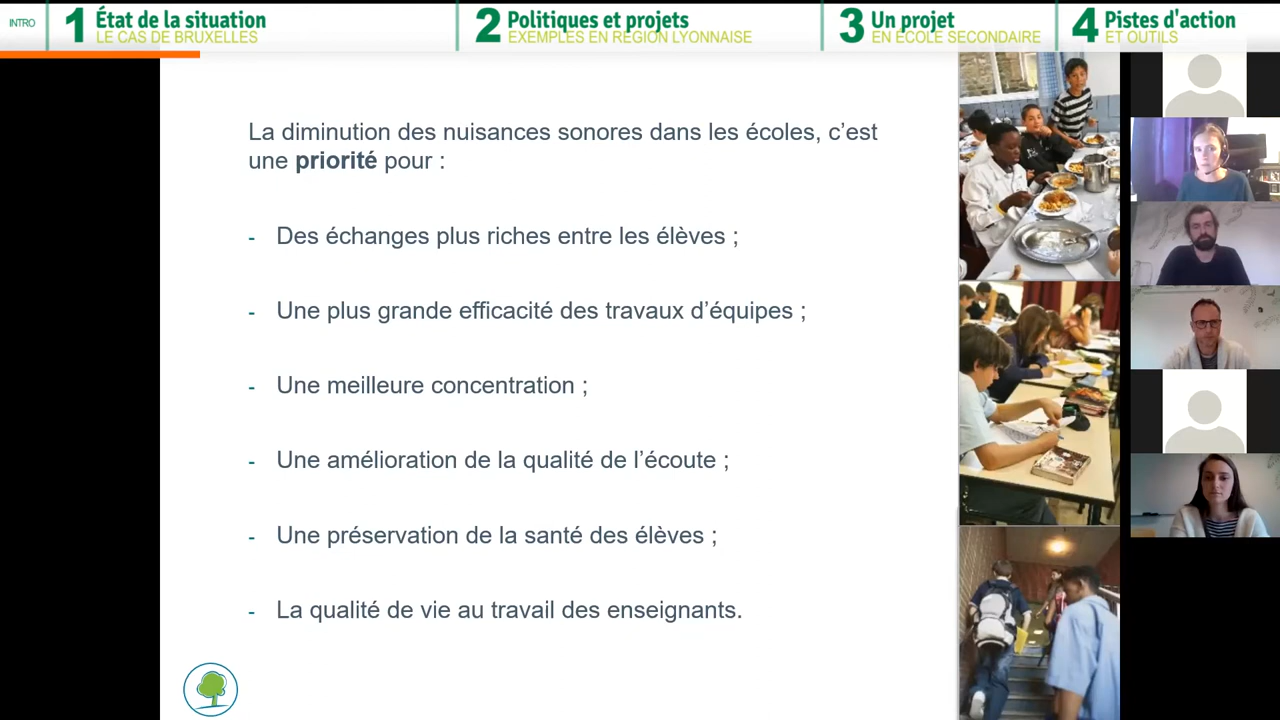 INTRO
1 État de la situation
LE CAS DE BRUXELLES
2 Politiques et projets
EXEMPLES EN RÉGION LYONNAISE
3 Un projet
EN ÉCOLE SECONDAIRE
4 Pistes d'action
ET OUTILS
La diminution des nuisances sonores dans les écoles, c’est
une priorité pour :
- Des échanges plus riches entre les élèves ;
- Une plus grande efficacité des travaux d’équipes ;
- Une meilleure concentration ;
- Une amélioration de la qualité de l’écoute ;
- Une préservation de la santé des élèves ;
- La qualité de vie au travail des enseignants.